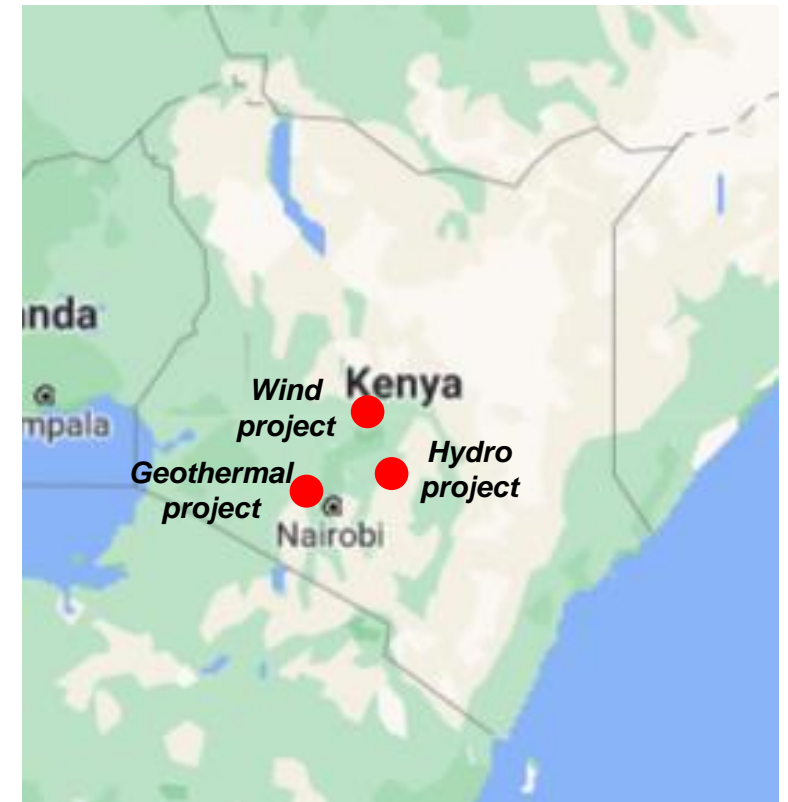 nda
Kenya
Wind
project
mpala
Hydro
project
Geothermal
project
Nairobi